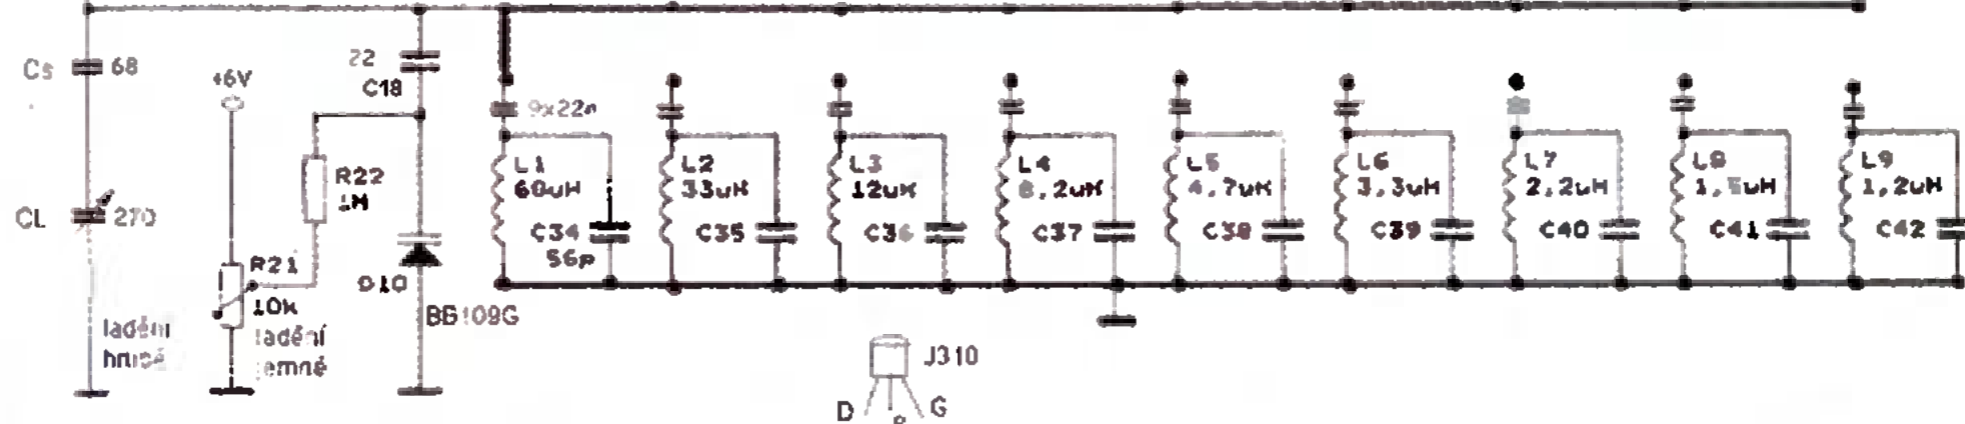 Cs
68
22
C18
+6V
9x22n
R22
1M
CL
270
R21
10k
ladění
hrubé
ladění
jemné
D10
BB109G
L1
60uH
C34
56p
L2
33uH
C35
L3
12uH
C36
L4
8,2uH
C37
L5
4,7uH
C38
L6
3,3uH
C39
L7
2,2uH
C40
L8
1,5uH
C41
L9
1,2uH
C42
J310
D
G